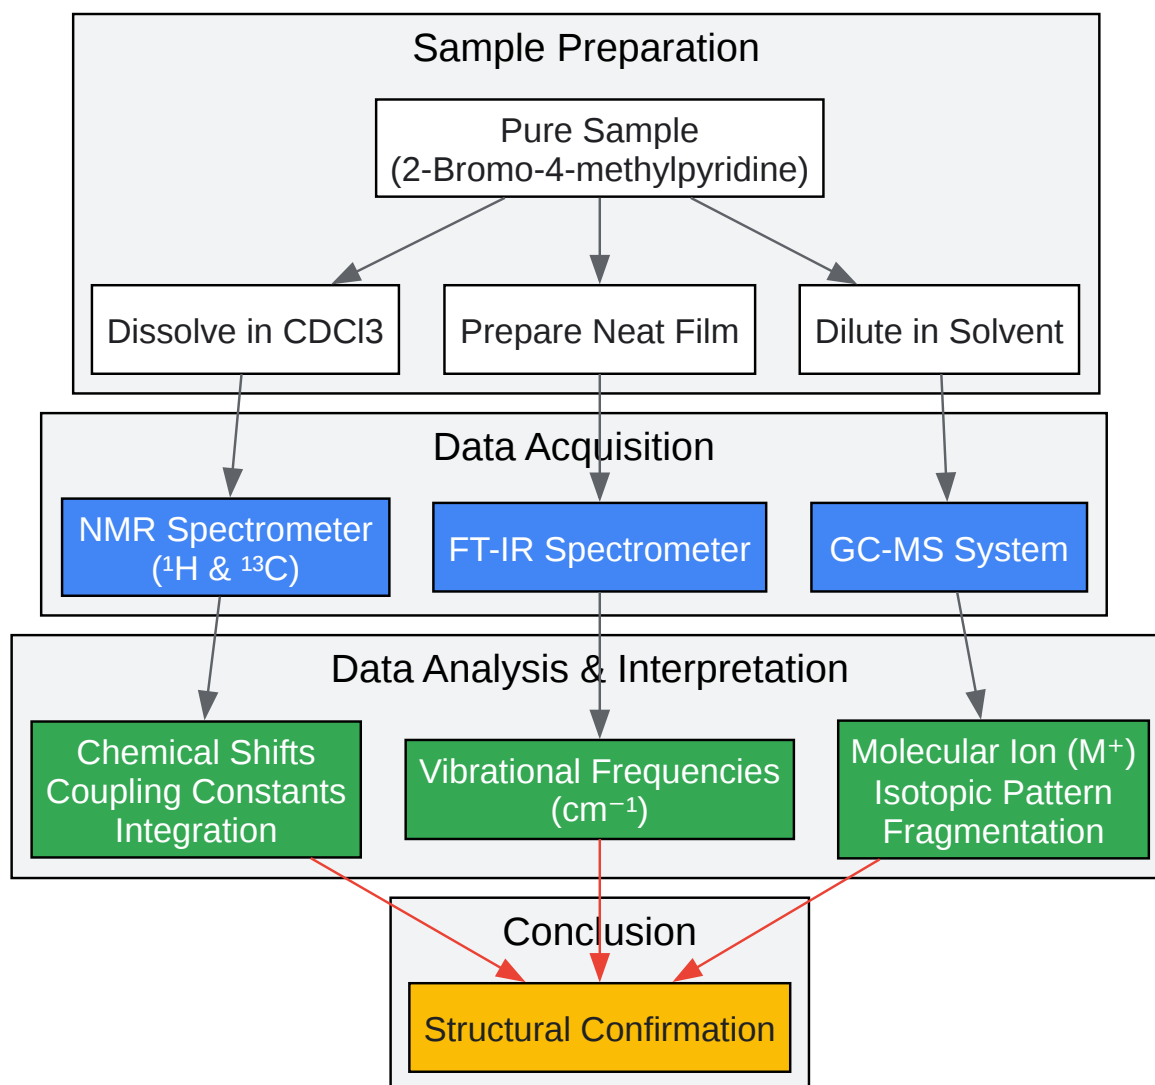 Sample Preparation
Pure Sample
(2-Bromo-4-methylpyridine)
Dissolve in CDCl3
Prepare Neat Film
Dilute in Solvent
Data Acquisition
NMR Spectrometer
(¹H & ¹³C)
FT-IR Spectrometer
GC-MS System
Data Analysis & Interpretation
Chemical Shifts
Coupling Constants
Integration
Vibrational Frequencies
(cm⁻¹)
Molecular Ion (M⁺)
Isotopic Pattern
Fragmentation
Conclusion
Structural Confirmation